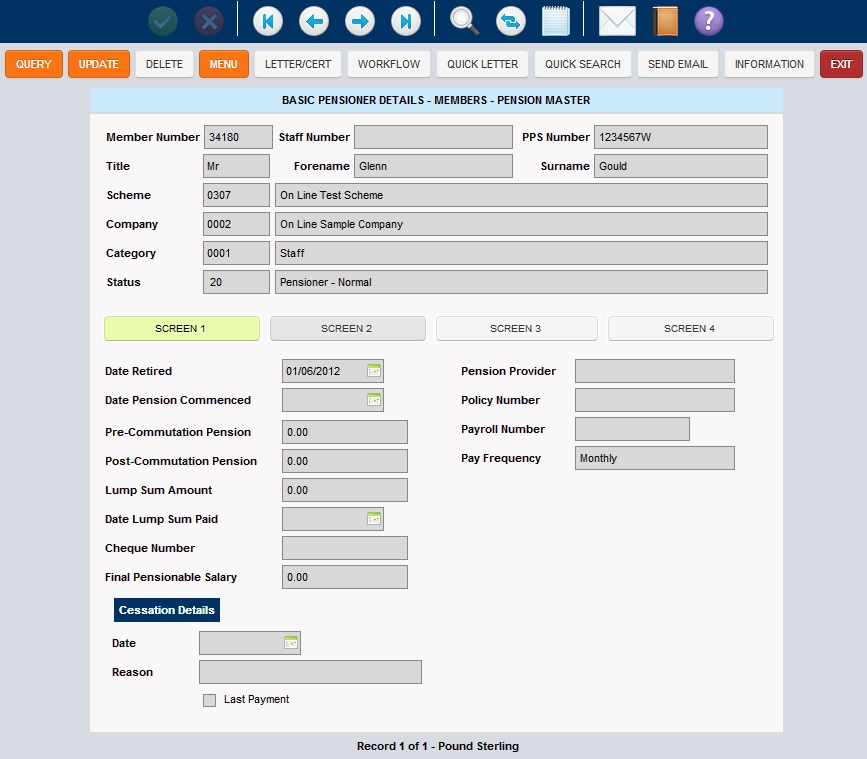 QUERY UPDATE DELETE MENU LETTER/CERT WORKFLOW QUICK LETTER QUICK SEARCH SEND EMAIL INFORMATION EXIT
BASIC PENSIONER DETAILS - MEMBERS - PENSION MASTER
Member Number 34180 Staff Number PPS Number 1234567W
Title Mr Forename Glenn Surname Gould
Scheme 0307 On Line Test Scheme
Company 0002 On Line Sample Company
Category 0001 Staff
Status 20 Pensioner - Normal
SCREEN 1 SCREEN 2 SCREEN 3 SCREEN 4
Date Retired 01/06/2012 Pension Provider
Date Pension Commenced Policy Number
Payroll Number
Pre-Commutation Pension 0.00
Post-Commutation Pension 0.00 Pay Frequency Monthly
Lump Sum Amount 0.00
Date Lump Sum Paid
Cheque Number
Final Pensionable Salary 0.00
Cessation Details
Date
Reason
Last Payment
Record 1 of 1 - Pound Sterling